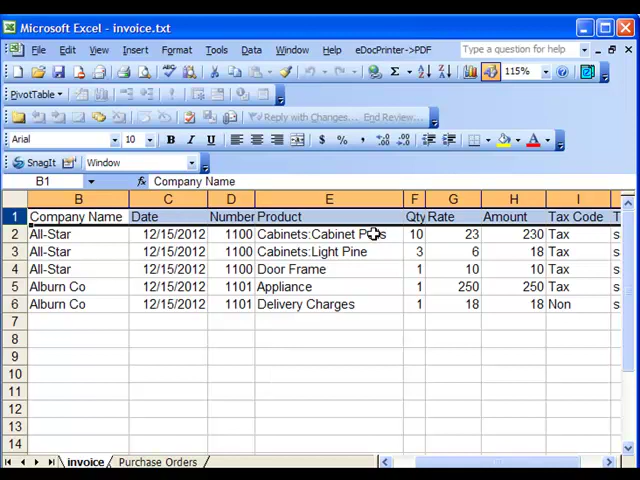 Microsoft Excel - invoice.txt
File Edit View Insert Format Tools Data Window Help eDocPrinter->PDF Type a question for help
115%
PivotTable
Reply with Changes... End Review...
Arial 10 B I U $ % ,
SnagIt Window
B1 Company Name
B C D E F G H I
1 Company Name Date Number Product Qty Rate Amount Tax Code T
2 All-Star 12/15/2012 1100 Cabinets:Cabinet 10 23 230 Tax s
3 All-Star 12/15/2012 1100 Cabinets:Light Pine 3 6 18 Tax s
4 All-Star 12/15/2012 1100 Door Frame 1 10 10 Tax s
5 Alburn Co 12/15/2012 1101 Appliance 1 250 250 Tax s
6 Alburn Co 12/15/2012 1101 Delivery Charges 1 18 18 Non s
7
8
9
10
11
12
13
14
invoice Purchase Orders